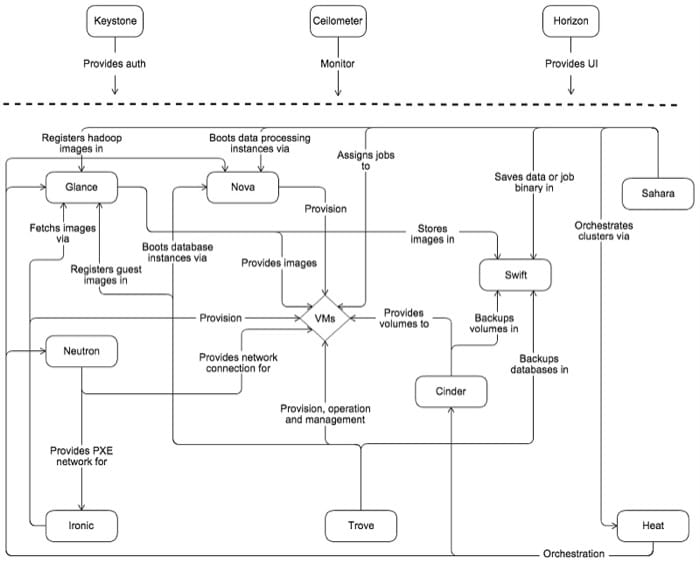 Keystone
Ceilometer
Horizon
Provides auth
Monitor
Provides UI
Registers hadoop
images in
Boots data processing
instances via
Assigns jobs
to
Saves data or job
binary in
Glance
Nova
Sahara
Provision
Fetchs images
via
Stores
images in
Orchestrates
clusters via
Boots database
instances via
Registers guest
images in
Provides images
Swift
Provision
VMs
Provides
volumes to
Backups
volumes in
Neutron
Provides network
connection for
Backups
databases in
Cinder
Provision, operation
and management
Provides PXE
network for
Ironic
Trove
Heat
Orchestration